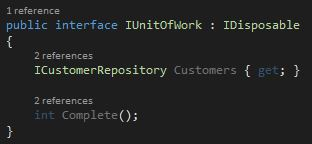 1 reference
public interface IUnitOfWork : IDisposable
{
2 references
ICustomerRepository Customers { get; }
2 references
int Complete();
}